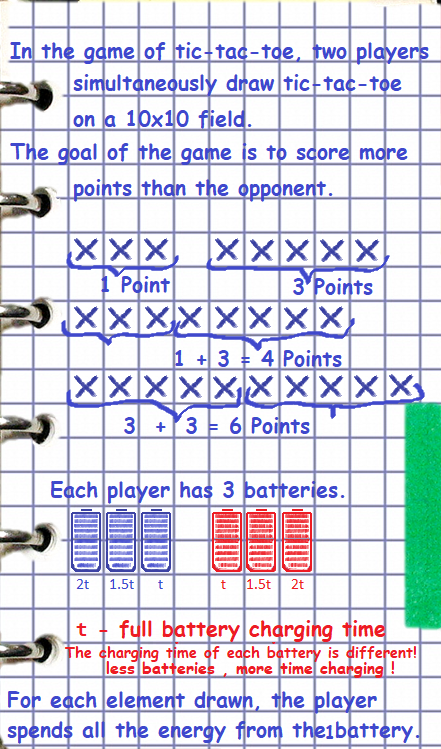 In the game of tic-tac-toe, two players
simultaneously draw tic-tac-toe
on a 10x10 field.
The goal of the game is to score more
points than the opponent.
X X X X X X X X
1 Point 3 Points
X X X X X X X X
1 + 3 = 4 Points
X X X X X X X X X X
3 + 3 = 6 Points
Each player has 3 batteries.
2t 1.5t t t 1.5t 2t
t - full battery charging time
The charging time of each battery is different!
less batteries , more time charging !
For each element drawn, the player
spends all the energy from the1battery.